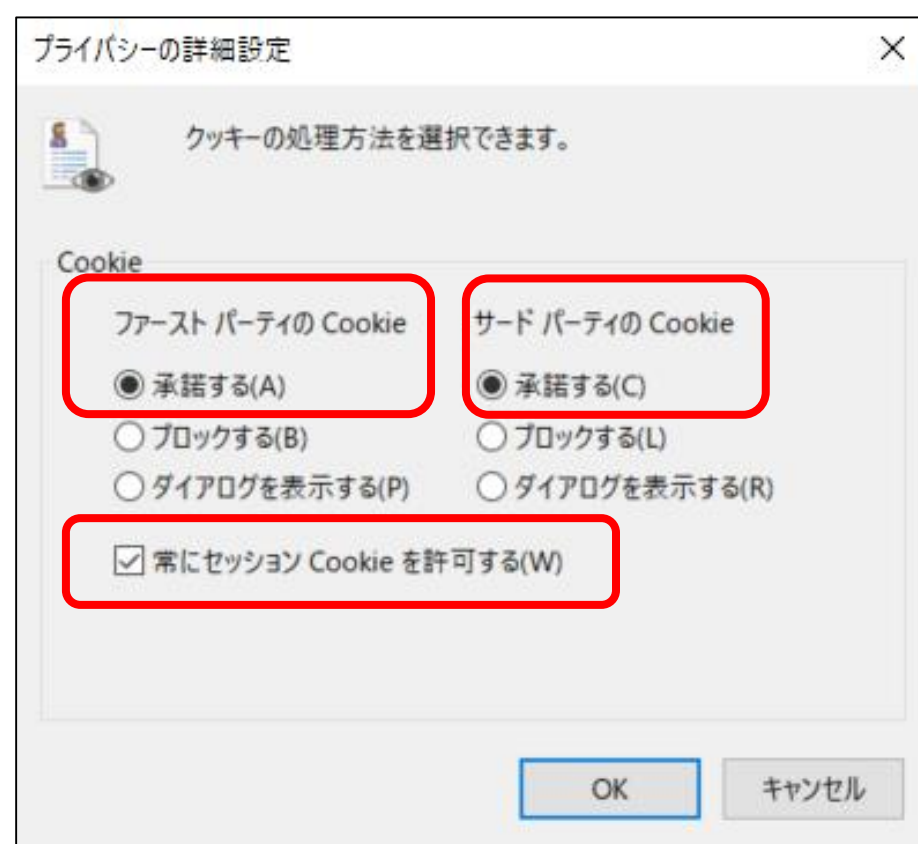 プライバシーの詳細設定
クッキーの処理方法を選択できます。
Cookie
ファースト パーティの Cookie
サード パーティの Cookie
承諾する(A)
承諾する(C)
ブロックする(B)
ブロックする(L)
ダイアログを表示する(P)
ダイアログを表示する(R)
常にセッション Cookie を許可する(W)
OK
キャンセル